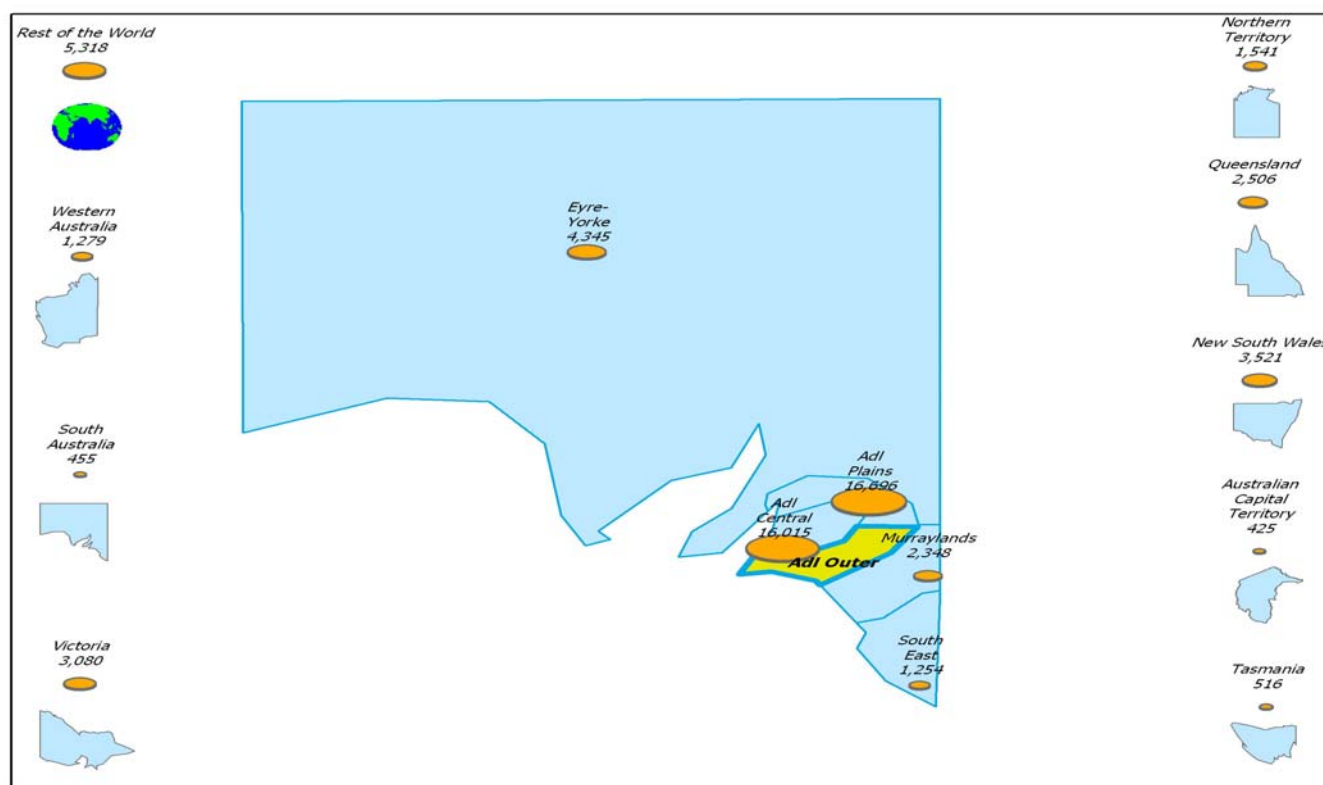 Rest of the World
5,318
Western
Australia
1,279
South
Australia
455
Victoria
3,080
Eyre-
Yorke
4,345
Adl
Plains
16,696
Adl
Central
16,015
Adl Outer
Murraylands
2,348
South
East
1,254
Northern
Territory
1,541
Queensland
2,506
New South Wales
3,521
Australian
Capital
Territory
425
Tasmania
516